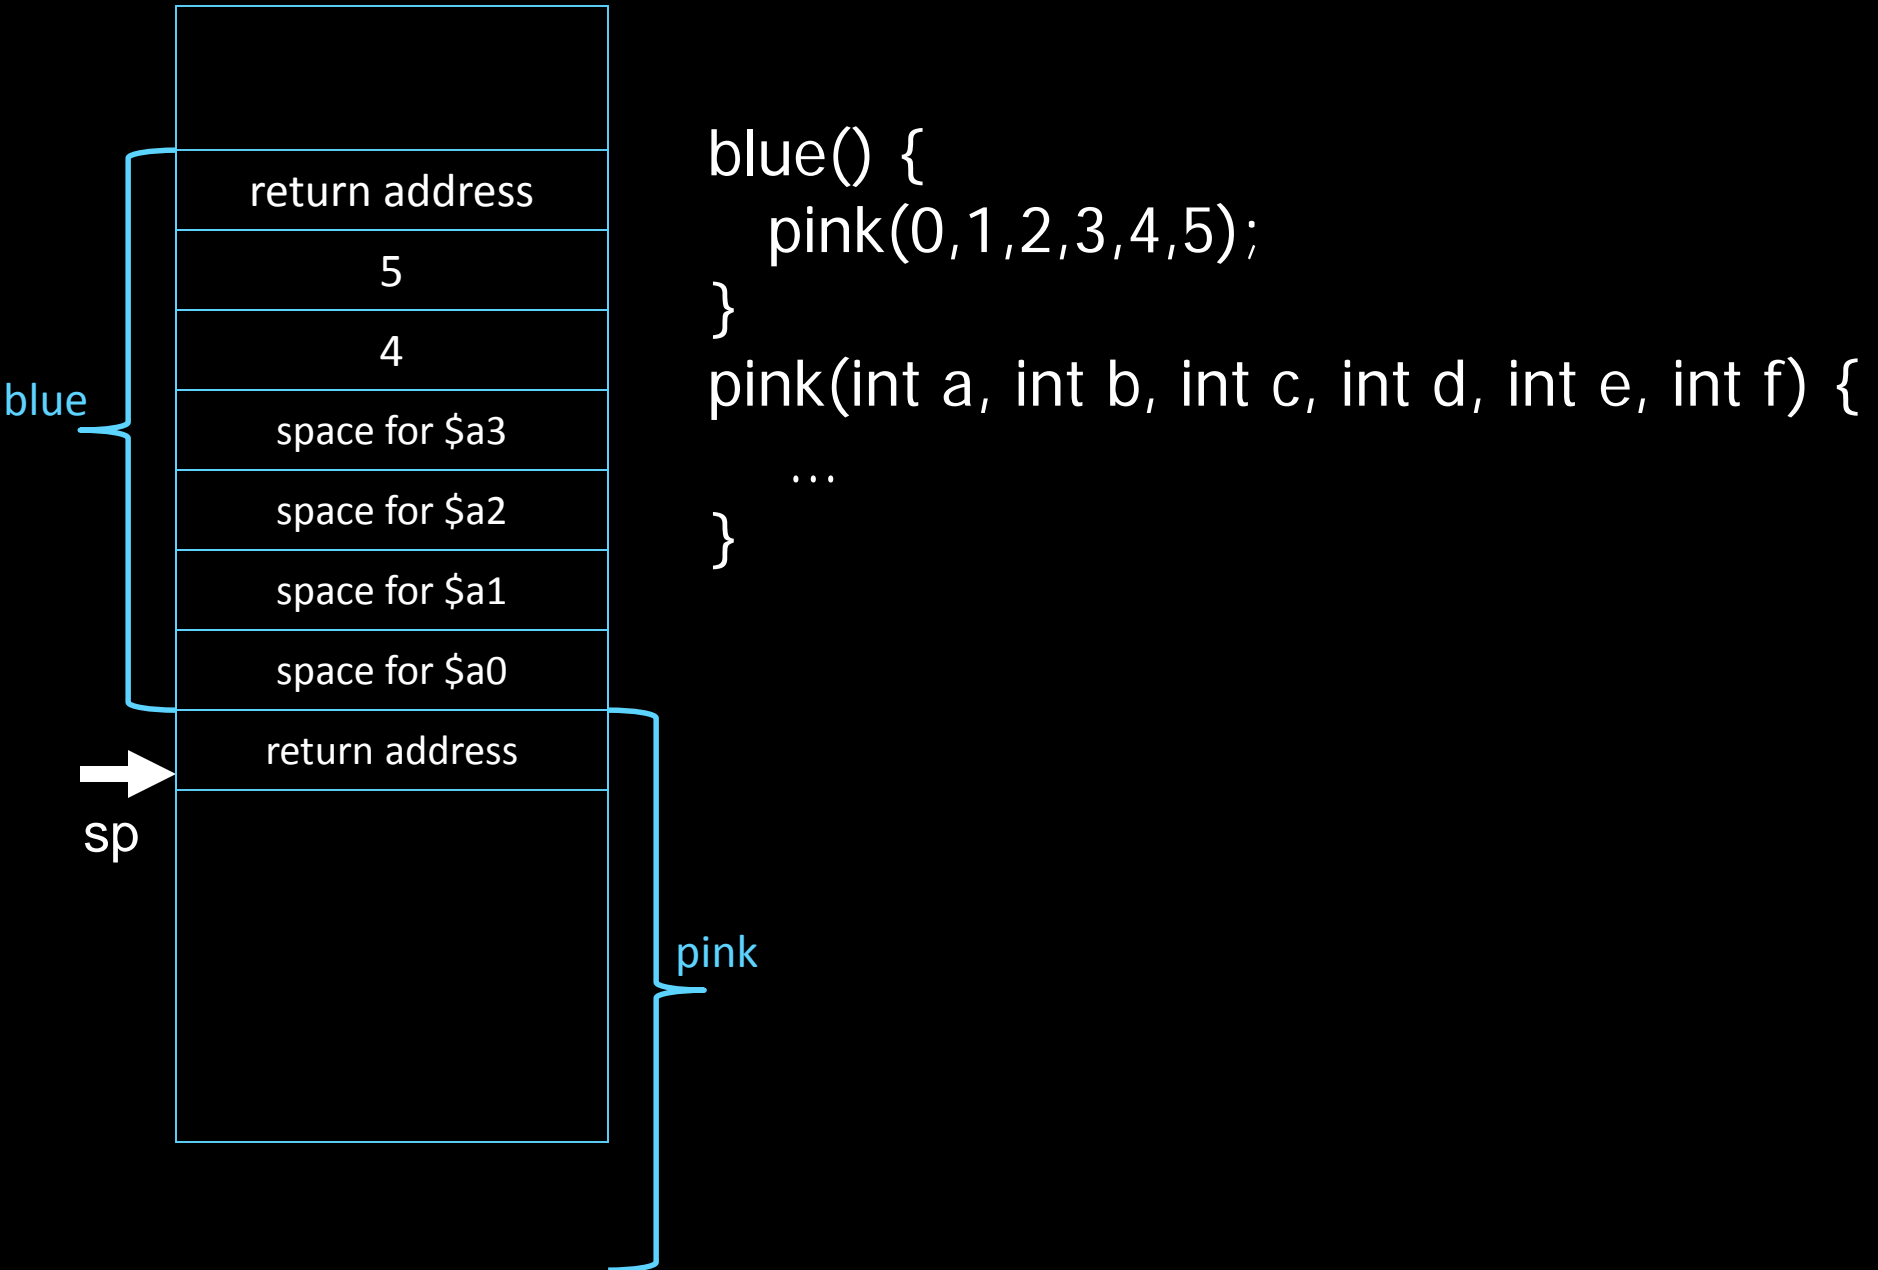 return address
5
4
blue
space for $a3
space for $a2
space for $a1
space for $a0
return address
sp
pink
blue() {
pink(0,1,2,3,4,5);
}
pink(int a, int b, int c, int d, int e, int f) {
...
}